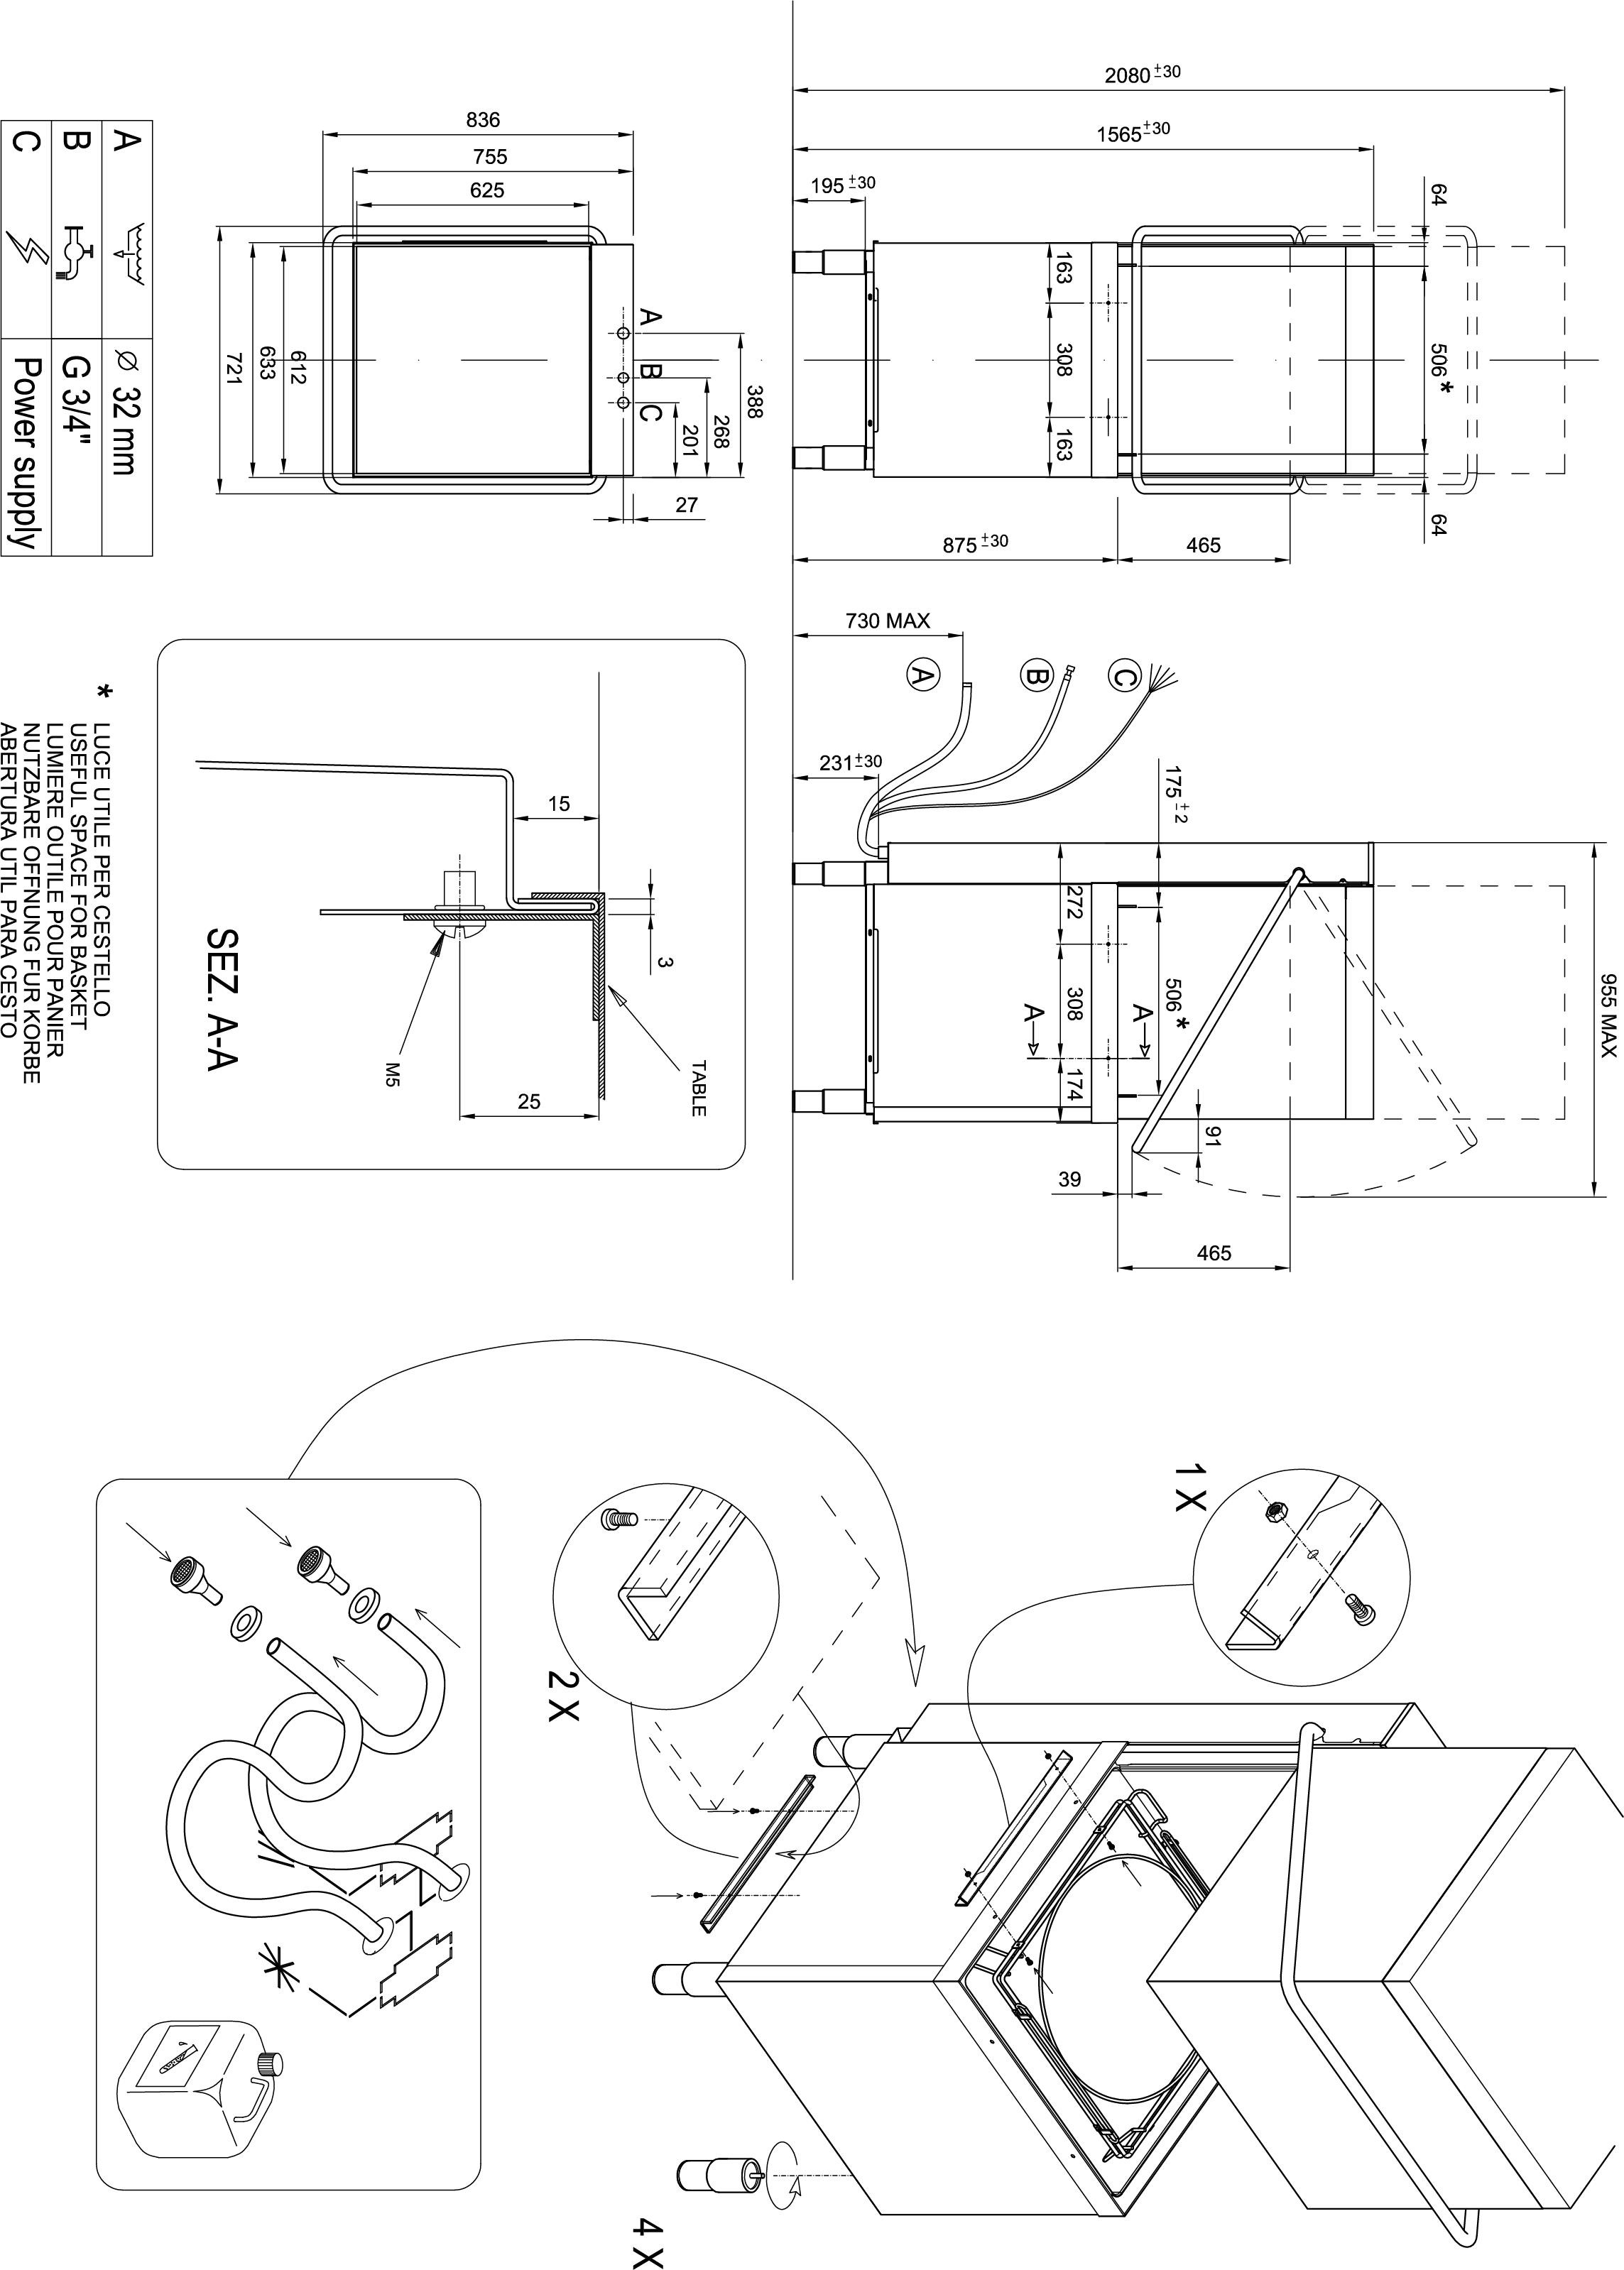 2080 ±30
1565 ±30
195 ±30
64
506 *
64
163
308
163
875 ±30
465
955 MAX
730 MAX
C
B
A
231 ±30
175 ± 2
506 *
272
308
174
A
A
91
39
465
836
755
625
A
B
C
388
268
201
27
612
633
721
A ∅ 32 mm
B G 3/4"
C Power supply
15
3
25
TABLE
M5
SEZ. A-A
* LUCE UTILE PER CESTELLO
USEFUL SPACE FOR BASKET
LUMIERE OUTILE POUR PANIER
NUTZBARE OFFNUNG FUR KORBE
ABERTURA UTIL PARA CESTO
1 X
2 X
4 X